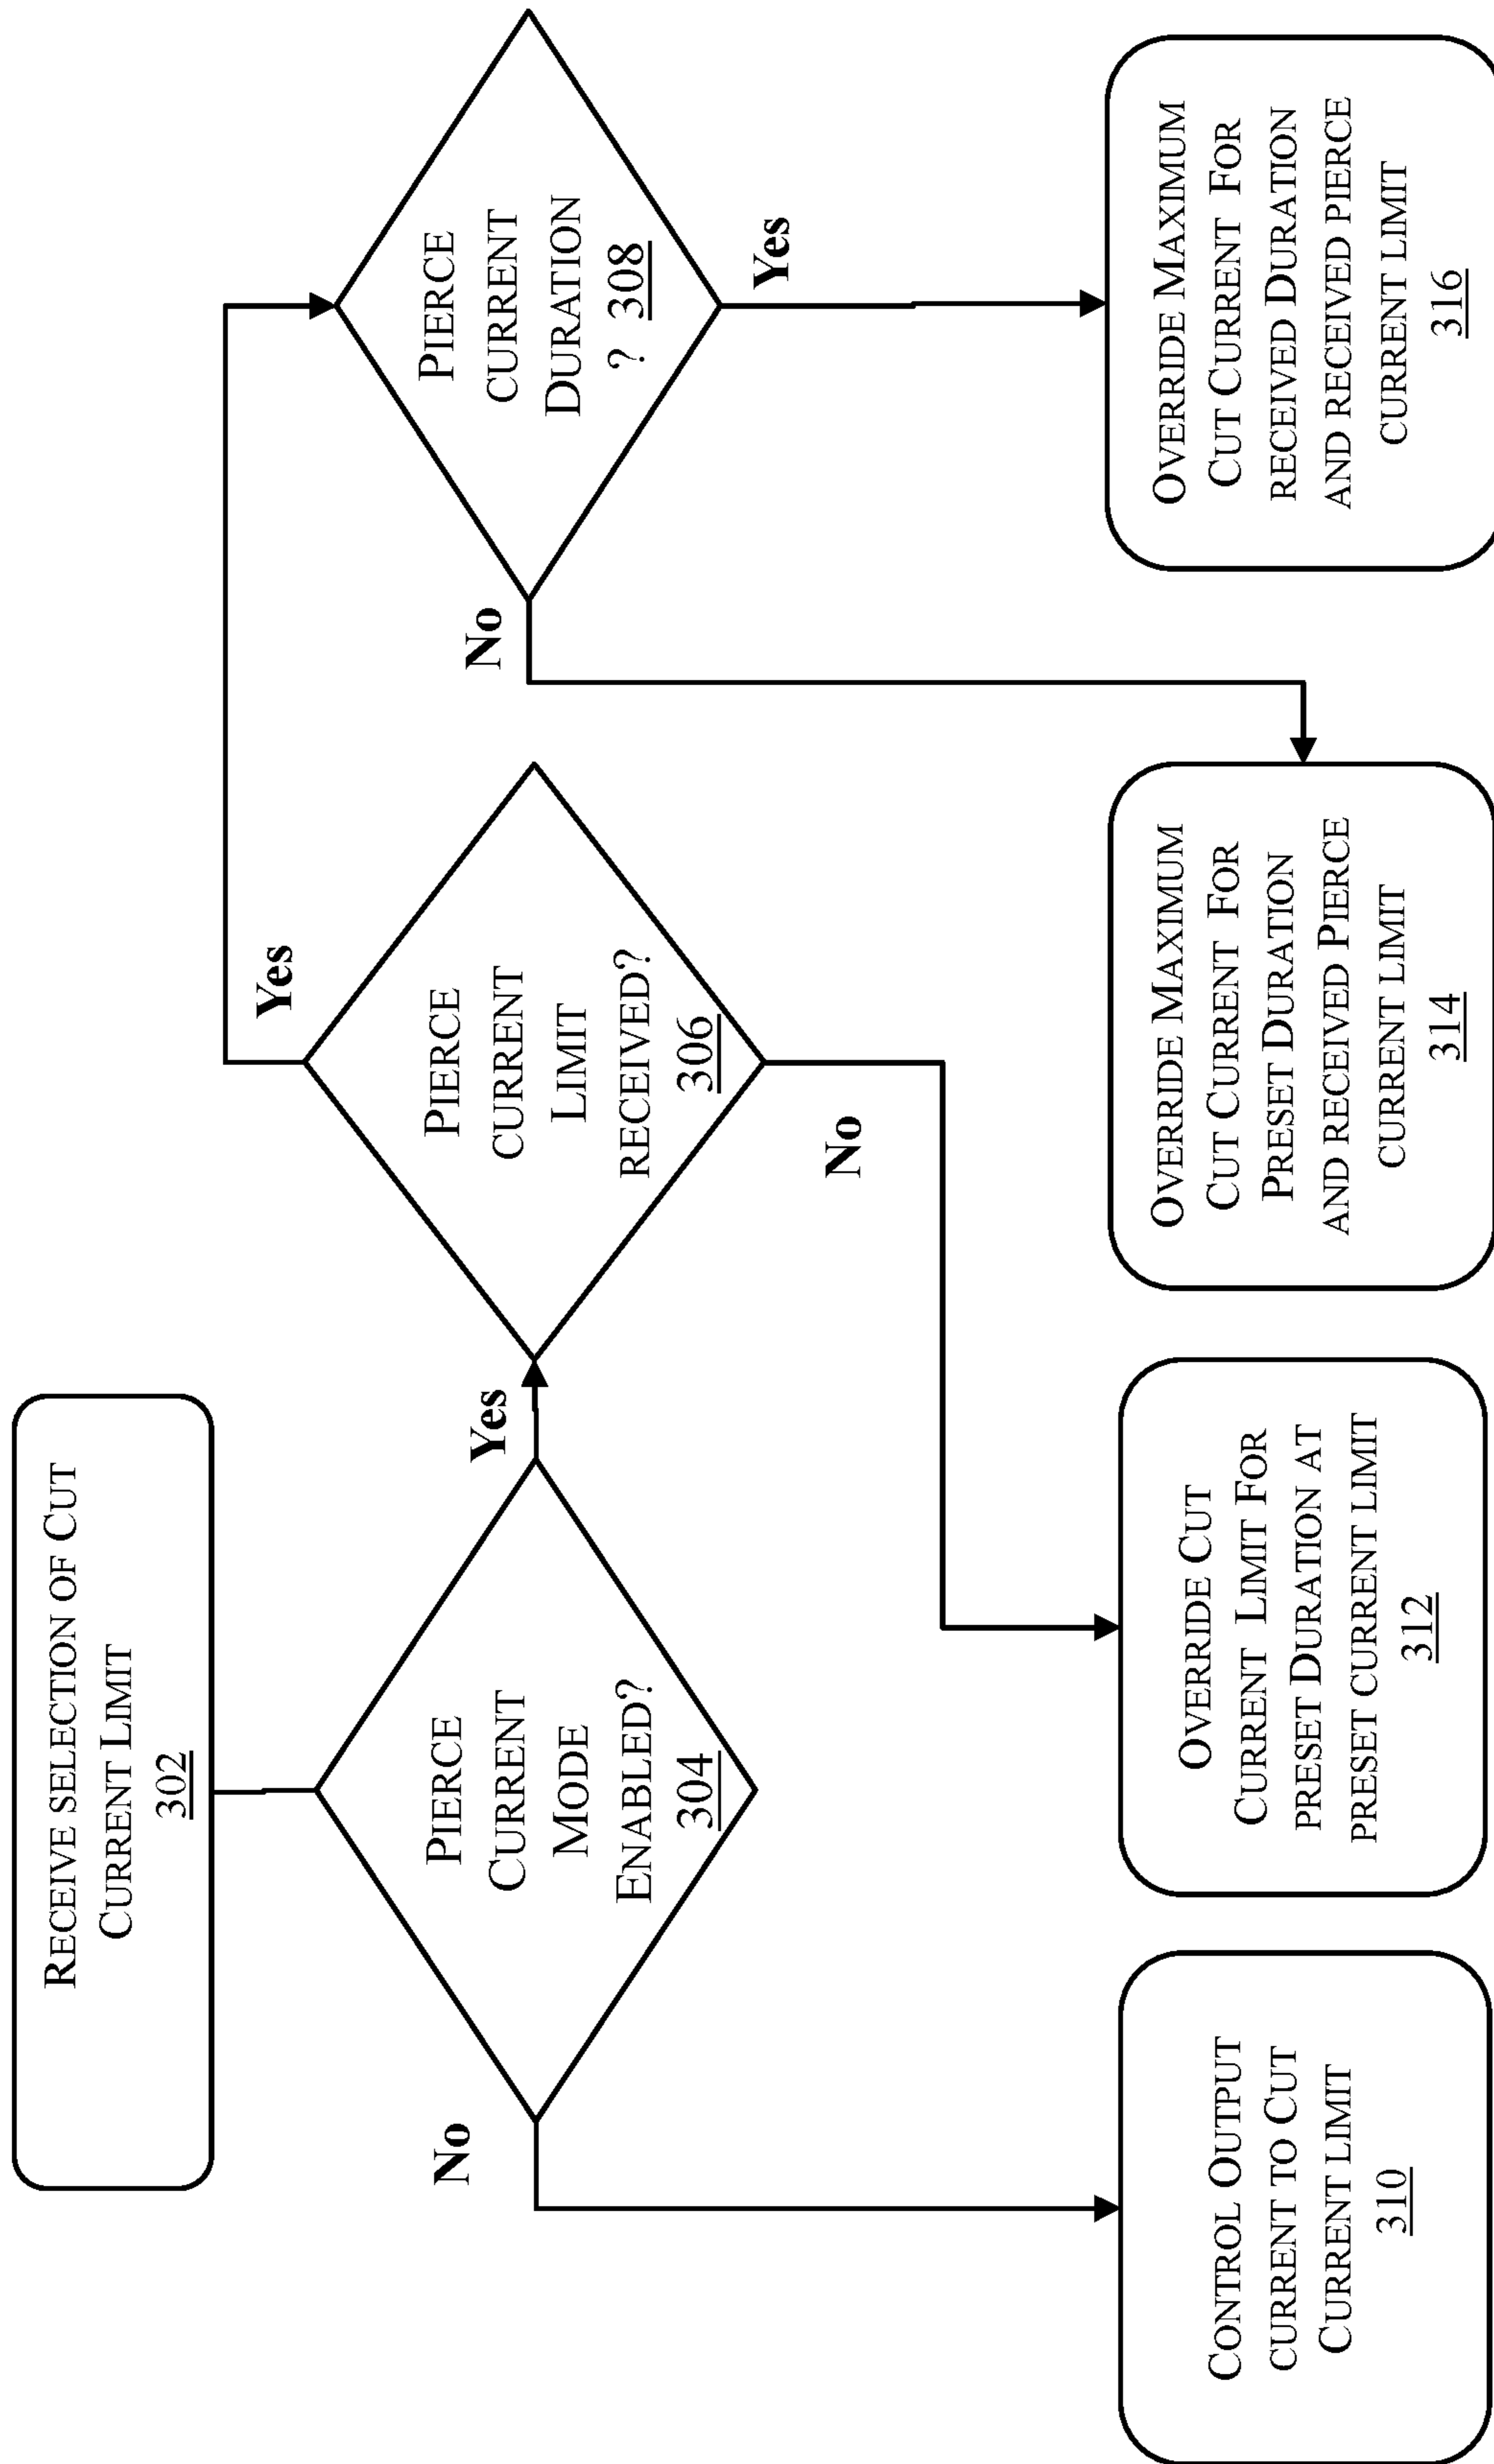 RECEIVE SELECTION OF CUT
CURRENT LIMIT
302
PIERCE
CURRENT
MODE
ENABLED?
304
No
Yes
PIERCE
CURRENT
LIMIT
RECEIVED?
306
Yes
No
PIERCE
CURRENT
DURATION
? 308
No
Yes
CONTROL OUTPUT
CURRENT TO CUT
CURRENT LIMIT
310
OVERRIDE CUT
CURRENT LIMIT FOR
PRESET DURATION AT
PRESET CURRENT LIMIT
312
OVERRIDE MAXIMUM
CUT CURRENT FOR
PRESET DURATION
AND RECEIVED PIERCE
CURRENT LIMIT
314
OVERRIDE MAXIMUM
CUT CURRENT FOR
RECEIVED DURATION
AND RECEIVED PIERCE
CURRENT LIMIT
316